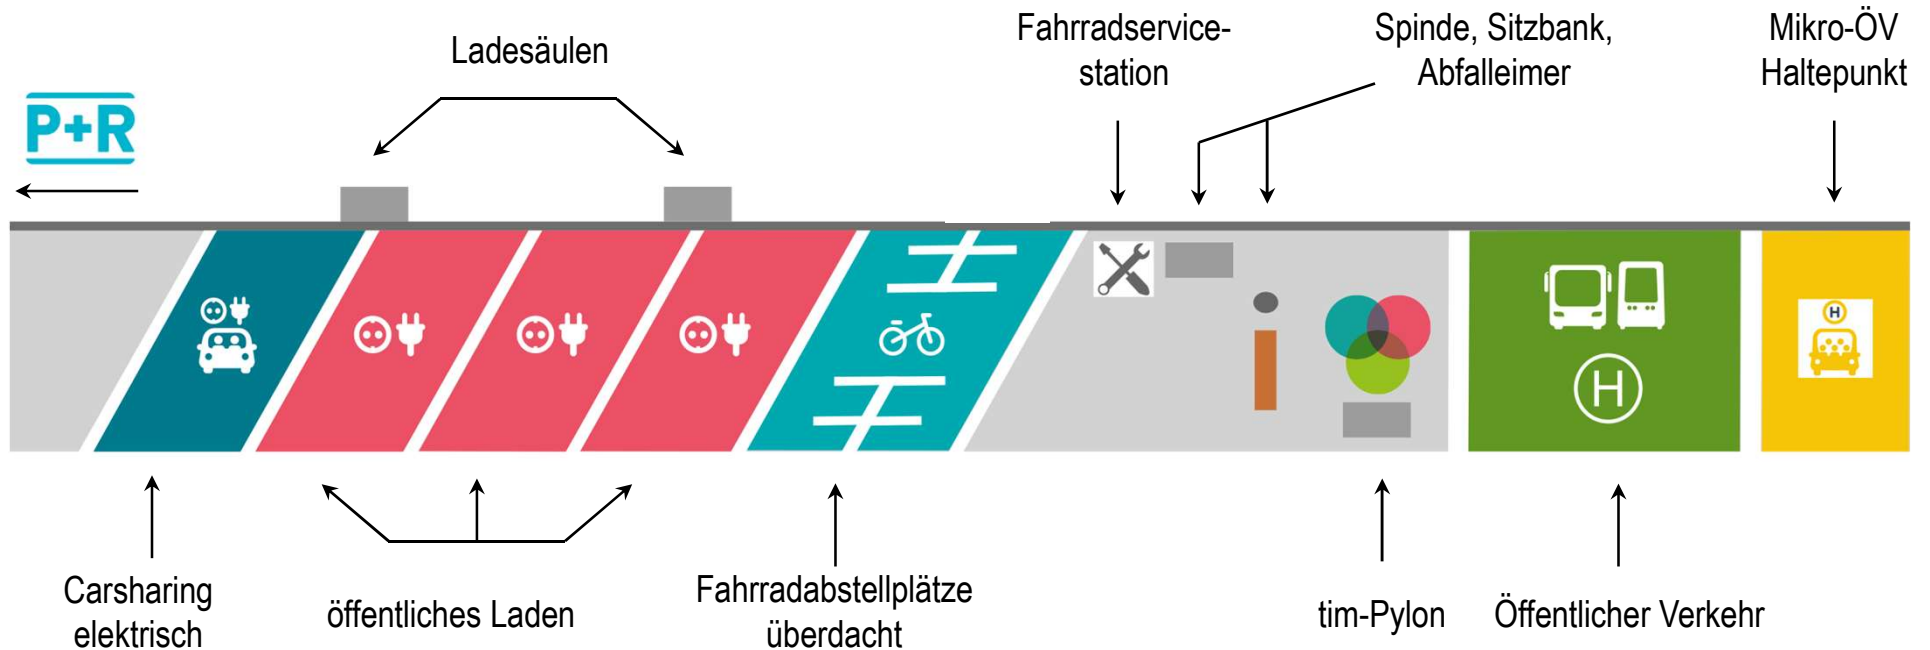 Ladesäulen
Fahrradservice-
station
Spinde, Sitzbank,
Abfalleimer
Mikro-ÖV
Haltepunkt
P+R
H
H
Carsharing
elektrisch
öffentliches Laden
Fahrradabstellplätze
überdacht
tim-Pylon
Öffentlicher Verkehr